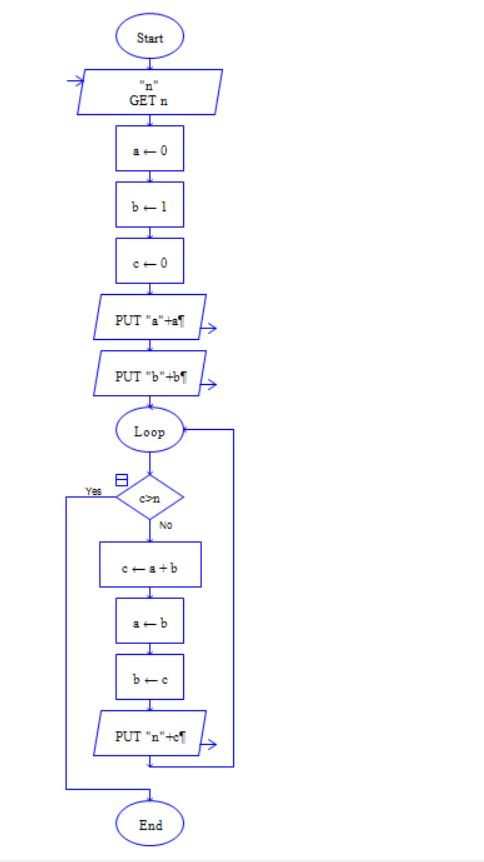 Start
"n"
GET n
a ← 0
b ← 1
c ← 0
PUT "a"+a¶
PUT "b"+b¶
Loop
Yes
c>n
No
c ← a + b
a ← b
b ← c
PUT "n"+c¶
End